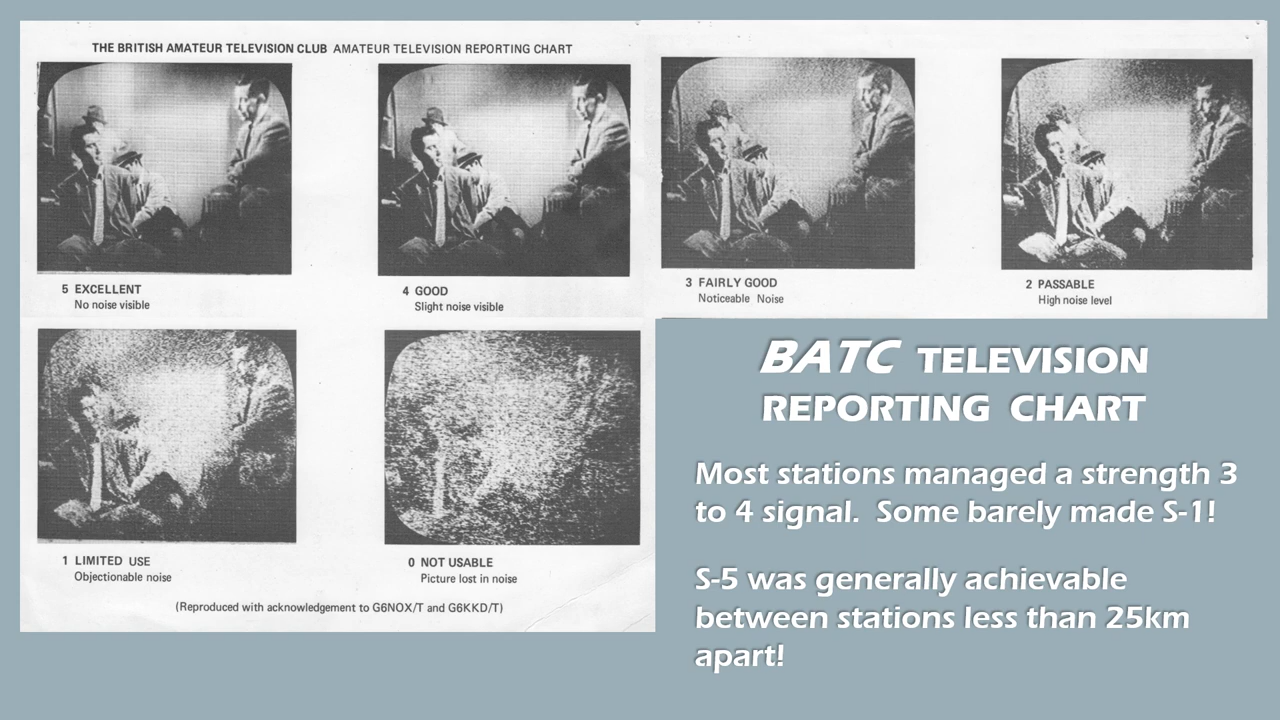 THE BRITISH AMATEUR TELEVISION CLUB AMATEUR TELEVISION REPORTING CHART
5 EXCELLENT
No noise visible
4 GOOD
Slight noise visible
3 FAIRLY GOOD
Noticeable Noise
2 PASSABLE
High noise level
1 LIMITED USE
Objectionable noise
0 NOT USABLE
Picture lost in noise
(Reproduced with acknowledgement to G6NOX/T and G6KKD/T)
BATC TELEVISION
REPORTING CHART
Most stations managed a strength 3
to 4 signal. Some barely made S-1!
S-5 was generally achievable
between stations less than 25km
apart!